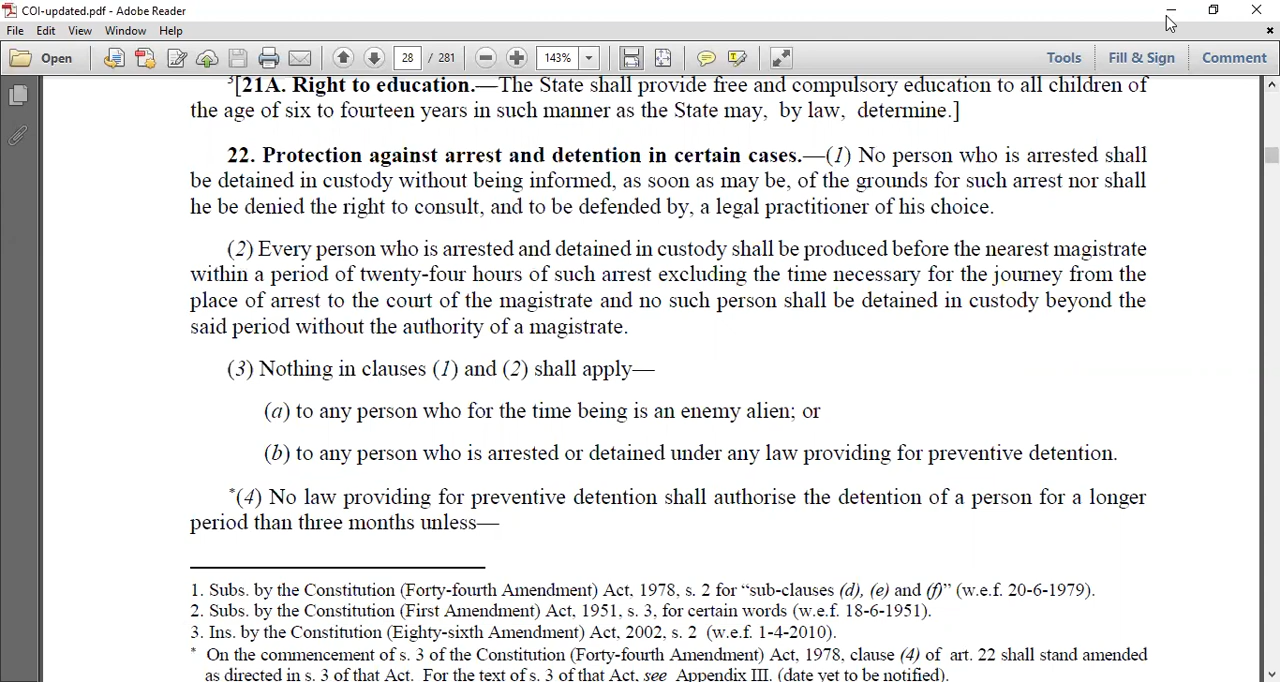 COI-updated.pdf - Adobe Reader
File Edit View Window Help
Open 28 / 281 143% Tools Fill & Sign Comment
3[21A. Right to education.—The State shall provide free and compulsory education to all children of
the age of six to fourteen years in such manner as the State may, by law, determine.]
22. Protection against arrest and detention in certain cases.—(1) No person who is arrested shall
be detained in custody without being informed, as soon as may be, of the grounds for such arrest nor shall
he be denied the right to consult, and to be defended by, a legal practitioner of his choice.
(2) Every person who is arrested and detained in custody shall be produced before the nearest magistrate
within a period of twenty-four hours of such arrest excluding the time necessary for the journey from the
place of arrest to the court of the magistrate and no such person shall be detained in custody beyond the
said period without the authority of a magistrate.
(3) Nothing in clauses (1) and (2) shall apply—
(a) to any person who for the time being is an enemy alien; or
(b) to any person who is arrested or detained under any law providing for preventive detention.
*(4) No law providing for preventive detention shall authorise the detention of a person for a longer
period than three months unless—
1. Subs. by the Constitution (Forty-fourth Amendment) Act, 1978, s. 2 for “sub-clauses (d), (e) and (f)” (w.e.f. 20-6-1979).
2. Subs. by the Constitution (First Amendment) Act, 1951, s. 3, for certain words (w.e.f. 18-6-1951).
3. Ins. by the Constitution (Eighty-sixth Amendment) Act, 2002, s. 2 (w.e.f. 1-4-2010).
* On the commencement of s. 3 of the Constitution (Forty-fourth Amendment) Act, 1978, clause (4) of art. 22 shall stand amended
as directed in s. 3 of that Act. For the text of s. 3 of that Act, see Appendix III. (date yet to be notified).